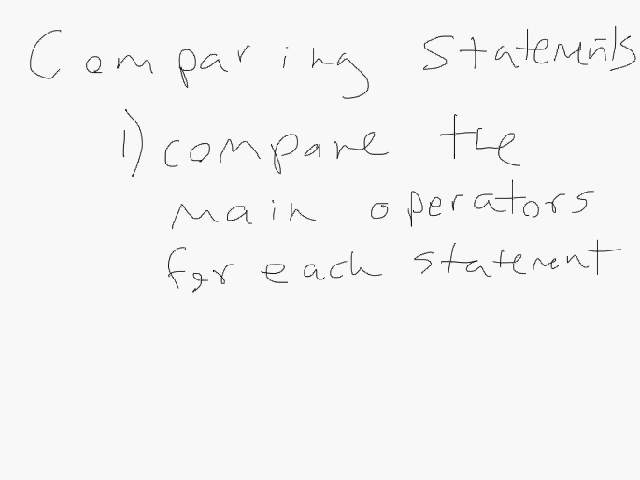 Comparing Statements
1) compare the
main operators
for each statement